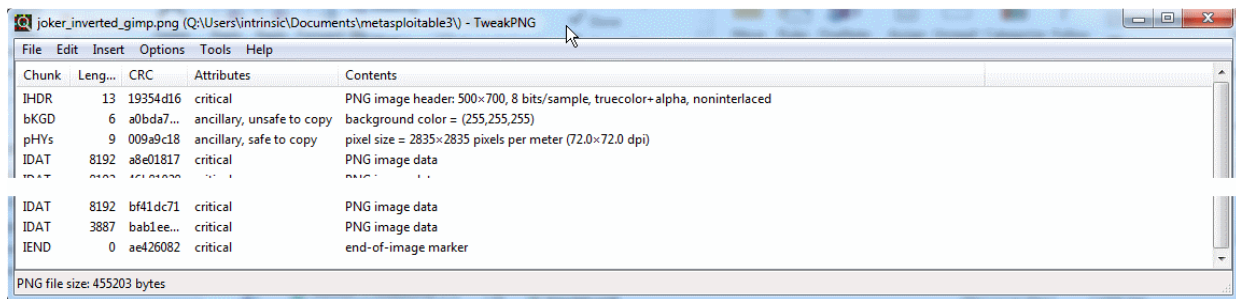 joker_inverted_gimp.png (Q:\Users\intrinsic\Documents\metasploitable3\) - TweakPNG
File Edit Insert Options Tools Help
Chunk Leng... CRC Attributes Contents
IHDR 13 19354d16 critical PNG image header: 500×700, 8 bits/sample, truecolor+alpha, noninterlaced
bKGD 6 a0bda7... ancillary, unsafe to copy background color = (255,255,255)
pHYs 9 009a9c18 ancillary, safe to copy pixel size = 2835×2835 pixels per meter (72.0×72.0 dpi)
IDAT 8192 a8e01817 critical PNG image data
IDAT 8192 bf41dc71 critical PNG image data
IDAT 3887 bab1ee... critical PNG image data
IEND 0 ae426082 critical end-of-image marker
PNG file size: 455203 bytes